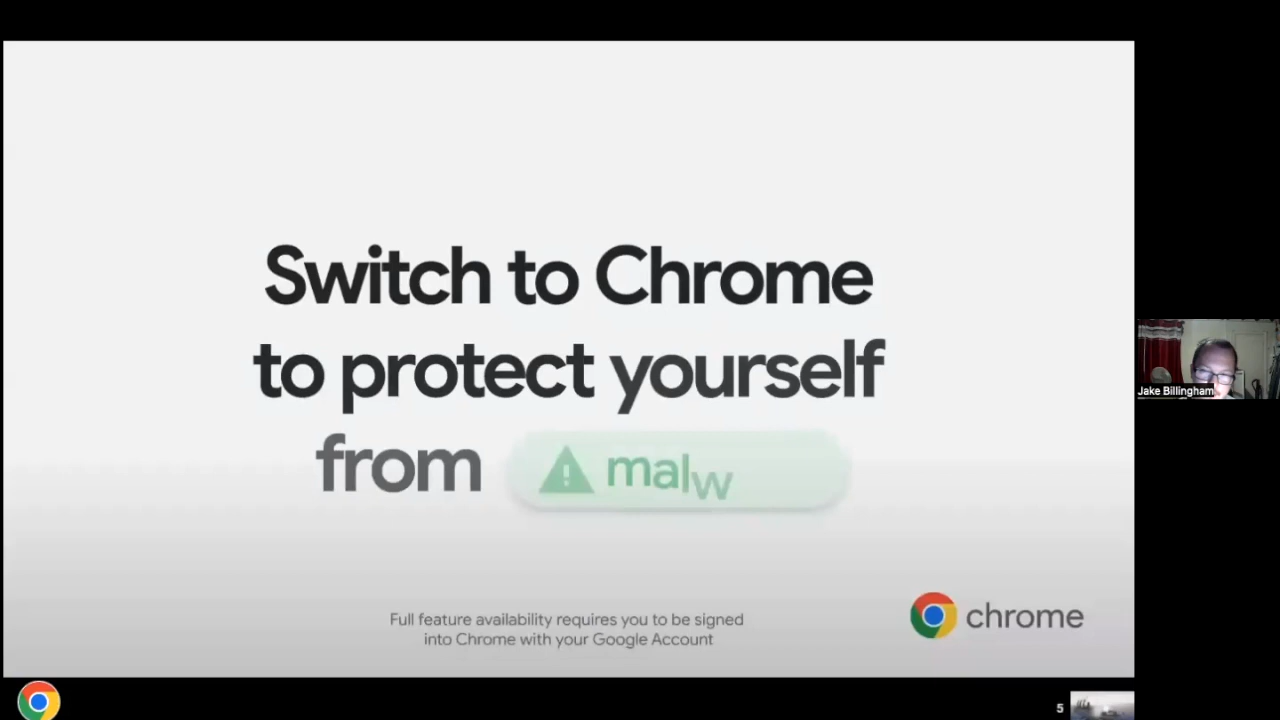 Switch to Chrome
to protect yourself
from malw
Full feature availability requires you to be signed
into Chrome with your Google Account
chrome
Jake Billingham
5